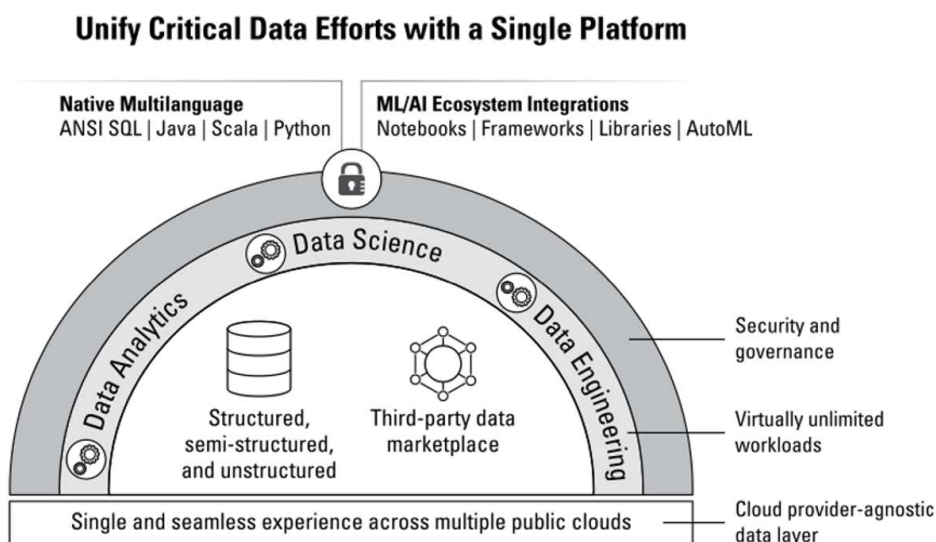 Unify Critical Data Efforts with a Single Platform
Native Multilanguage
ANSI SQL | Java | Scala | Python
ML/AI Ecosystem Integrations
Notebooks | Frameworks | Libraries | AutoML
Data Analytics
Data Science
Data Engineering
Structured,
semi-structured,
and unstructured
Third-party data
marketplace
Security and
governance
Virtually unlimited
workloads
Single and seamless experience across multiple public clouds
Cloud provider-agnostic
data layer